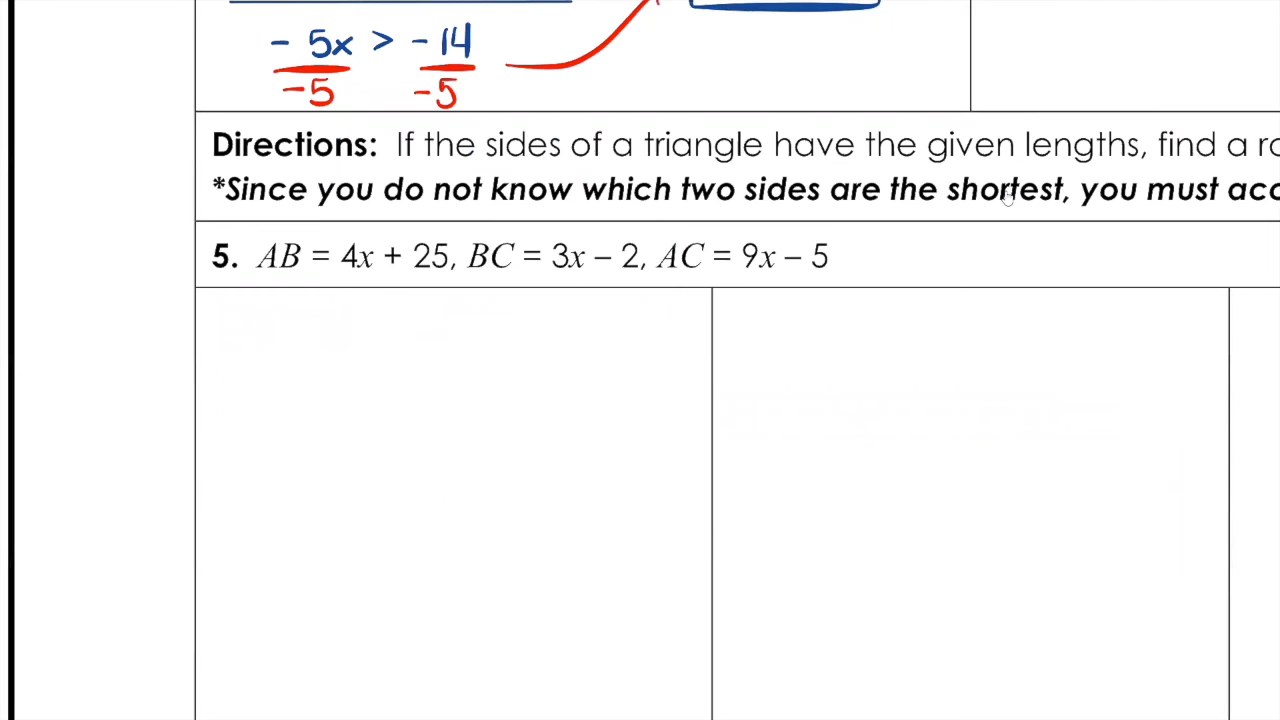 - 5x > - 14
-5 -5
Directions: If the sides of a triangle have the given lengths, find a
*Since you do not know which two sides are the shortest, you must
5. AB = 4x + 25, BC = 3x – 2, AC = 9x – 5